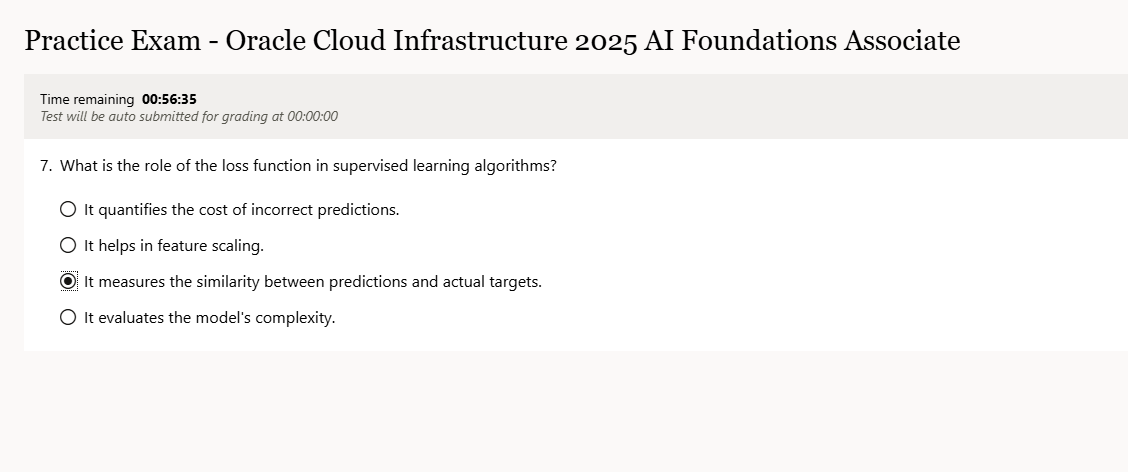 Practice Exam - Oracle Cloud Infrastructure 2025 AI Foundations Associate
Time remaining 00:56:35
Test will be auto submitted for grading at 00:00:00
7. What is the role of the loss function in supervised learning algorithms?
It quantifies the cost of incorrect predictions.
It helps in feature scaling.
It measures the similarity between predictions and actual targets.
It evaluates the model's complexity.